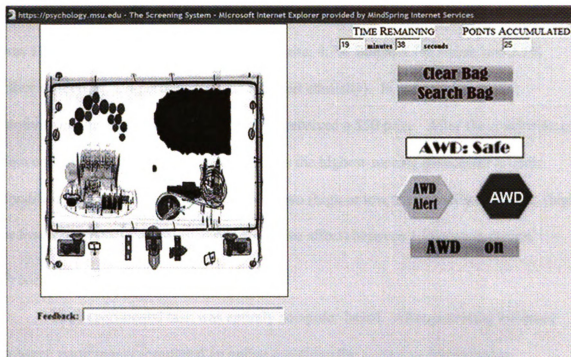 https://psychology.msu.edu - The Screening System - Microsoft Internet Explorer provided by MindSpring Internet Services
TIME REMAINING POINTS ACCUMULATED
19 minutes 38 seconds 25
Clear Bag
Search Bag
AWD: Safe
AWD Alert
AWD
AWD on
Feedback: